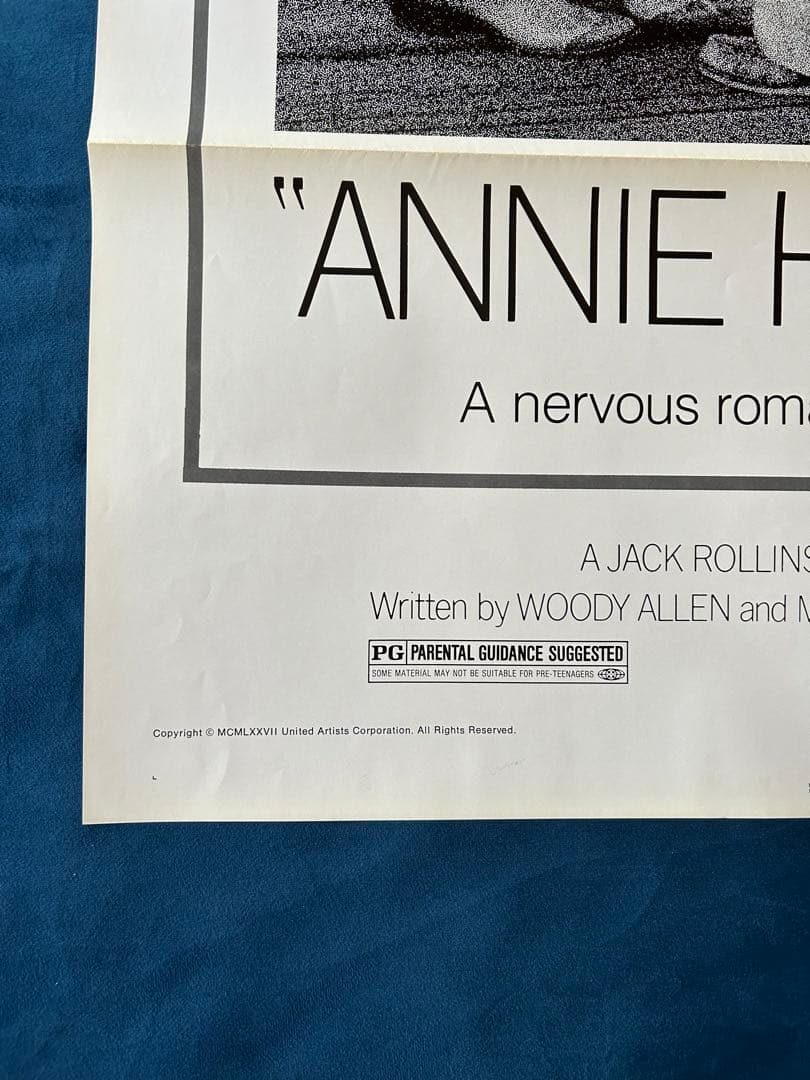 "ANNIE H
A nervous roma
A JACK ROLLINS
Written by WOODY ALLEN and M
PG PARENTAL GUIDANCE SUGGESTED
SOME MATERIAL MAY NOT BE SUITABLE FOR PRE-TEENAGERS
Copyright © MCMLXXVII United Artists Corporation. All Rights Reserved.